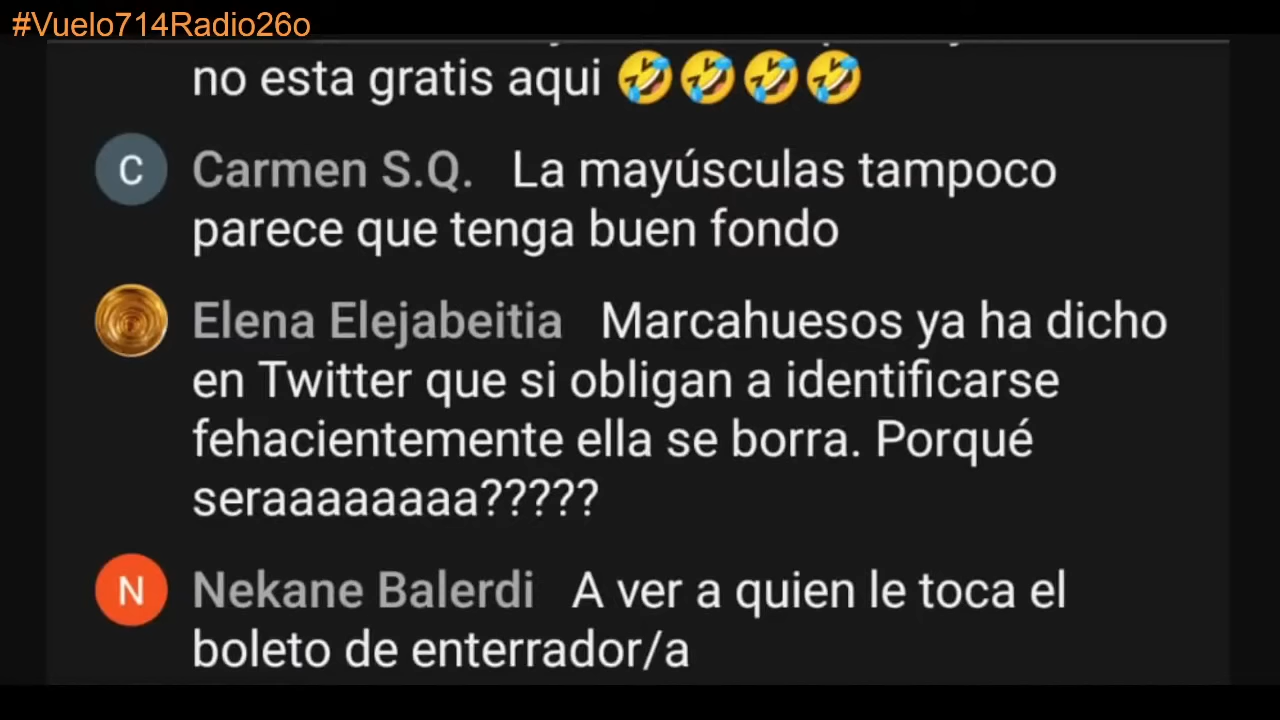 #Vuelo714Radio26o
no esta gratis aqui 🤣🤣🤣🤣
C Carmen S.Q. La mayúsculas tampoco
parece que tenga buen fondo
Elena Elejabeitia Marcahuesos ya ha dicho
en Twitter que si obligan a identificarse
fehacientemente ella se borra. Porqué
seraaaaaaaa?????
N Nekane Balerdi A ver a quien le toca el
boleto de enterrador/a